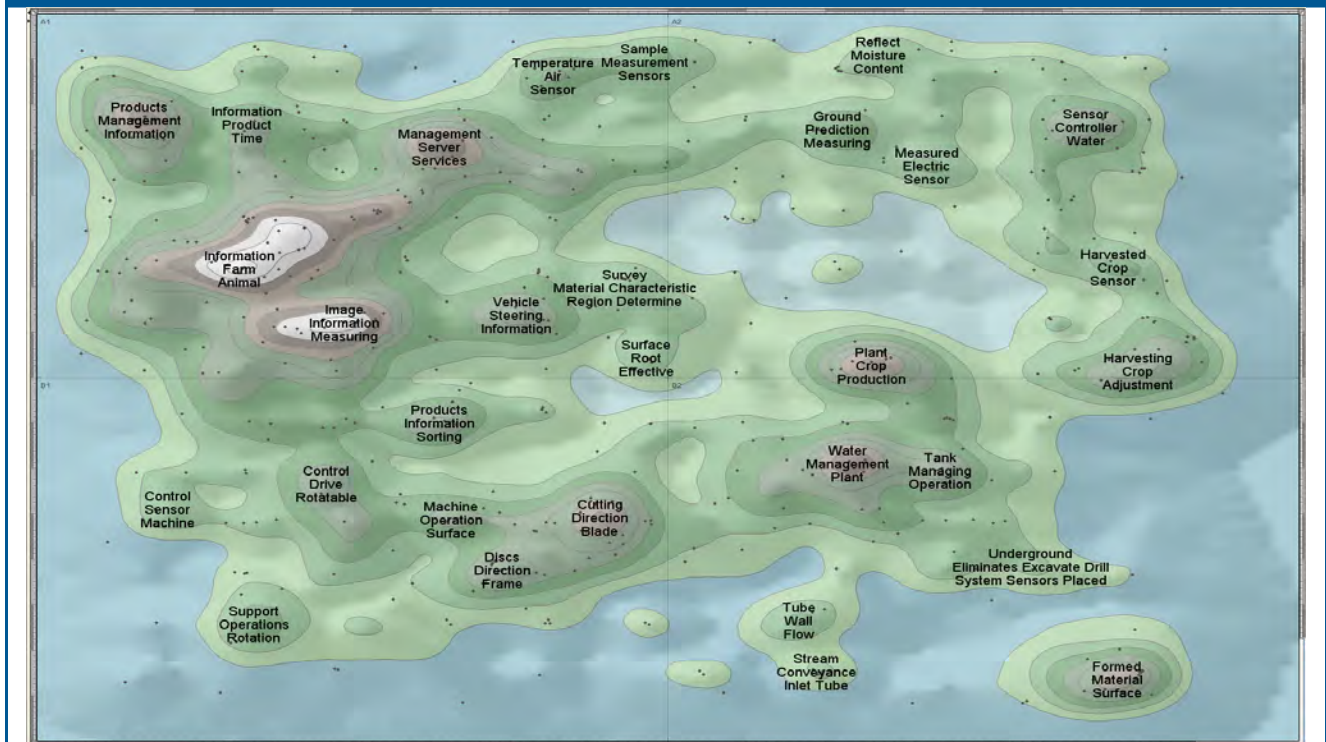 A1
A2
Sample
Measurement
Sensors
Temperature
Air
Sensor
Reflect
Moisture
Content
Products
Management
Information
Information
Product
Time
Management
Server
Services
Ground
Prediction
Measuring
Sensor
Controller
Water
Measured
Electric
Sensor
Information
Farm
Animal
Image
Information
Measuring
Vehicle
Steering
Information
Survey
Material Characteristic
Region Determine
Surface
Root
Effective
Harvested
Crop
Sensor
Plant
Crop
Production
Harvesting
Crop
Adjustment
B1
B2
Products
Information
Sorting
Water
Management
Plant
Tank
Managing
Operation
Control
Drive
Rotatable
Control
Sensor
Machine
Machine
Operation
Surface
Cutting
Direction
Blade
Discs
Direction
Frame
Underground
Eliminates Excavate Drill
System Sensors Placed
Support
Operations
Rotation
Tube
Wall
Flow
Stream
Conveyance
Inlet Tube
Formed
Material
Surface